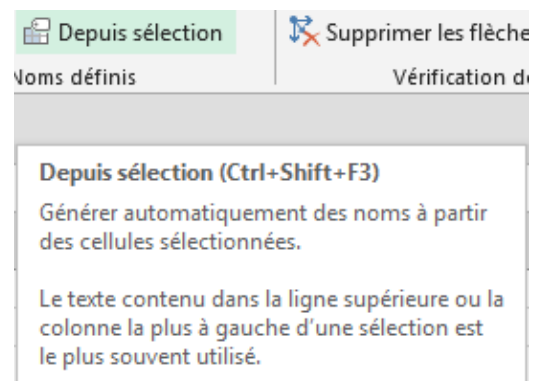 Depuis sélection
Supprimer les flèche
Noms définis
Vérification d
Depuis sélection (Ctrl+Shift+F3)
Générer automatiquement des noms à partir
des cellules sélectionnées.
Le texte contenu dans la ligne supérieure ou la
colonne la plus à gauche d'une sélection est
le plus souvent utilisé.